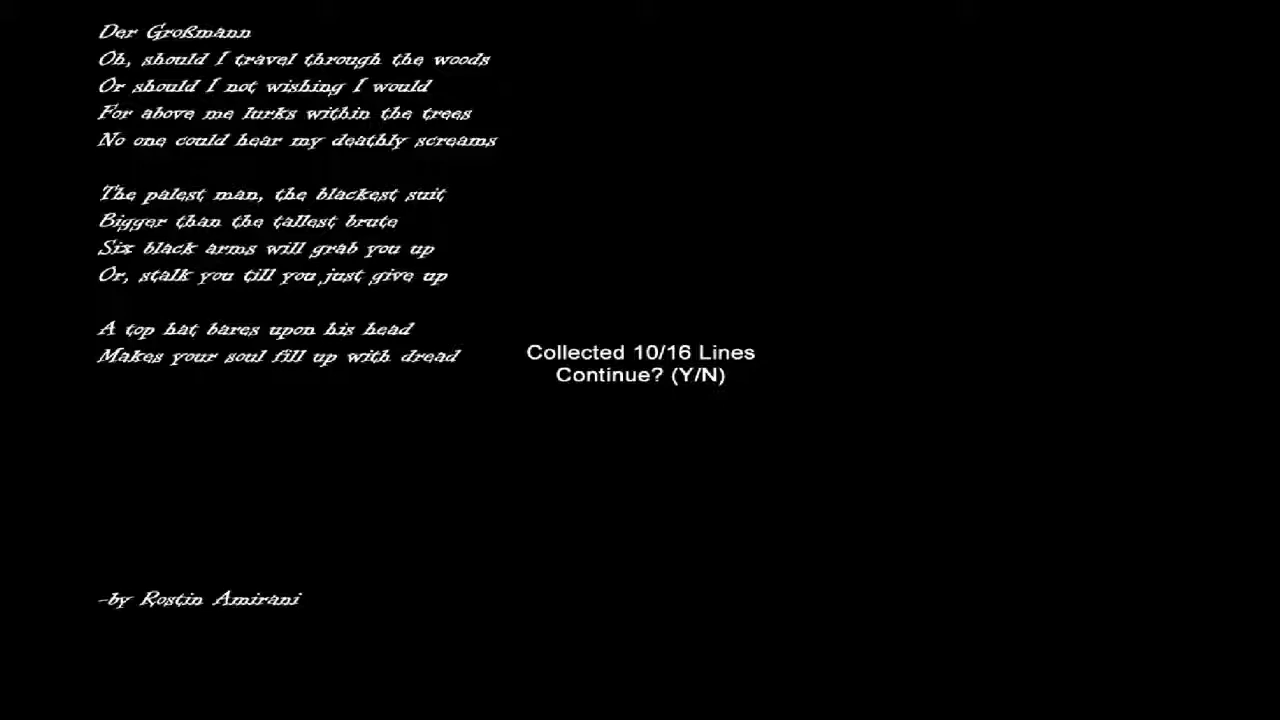 Der Großmann
Oh, should I travel through the woods
Or should I not wishing I would
For above me lurks within the trees
No one could hear my deathly screams
The palest man, the blackest suit
Bigger than the tallest brute
Six black arms will grab you up
Or, stalk you till you just give up
A top hat bares upon his head
Makes your soul fill up with dread
Collected 10/16 Lines
Continue? (Y/N)
-by Rostin Amirani